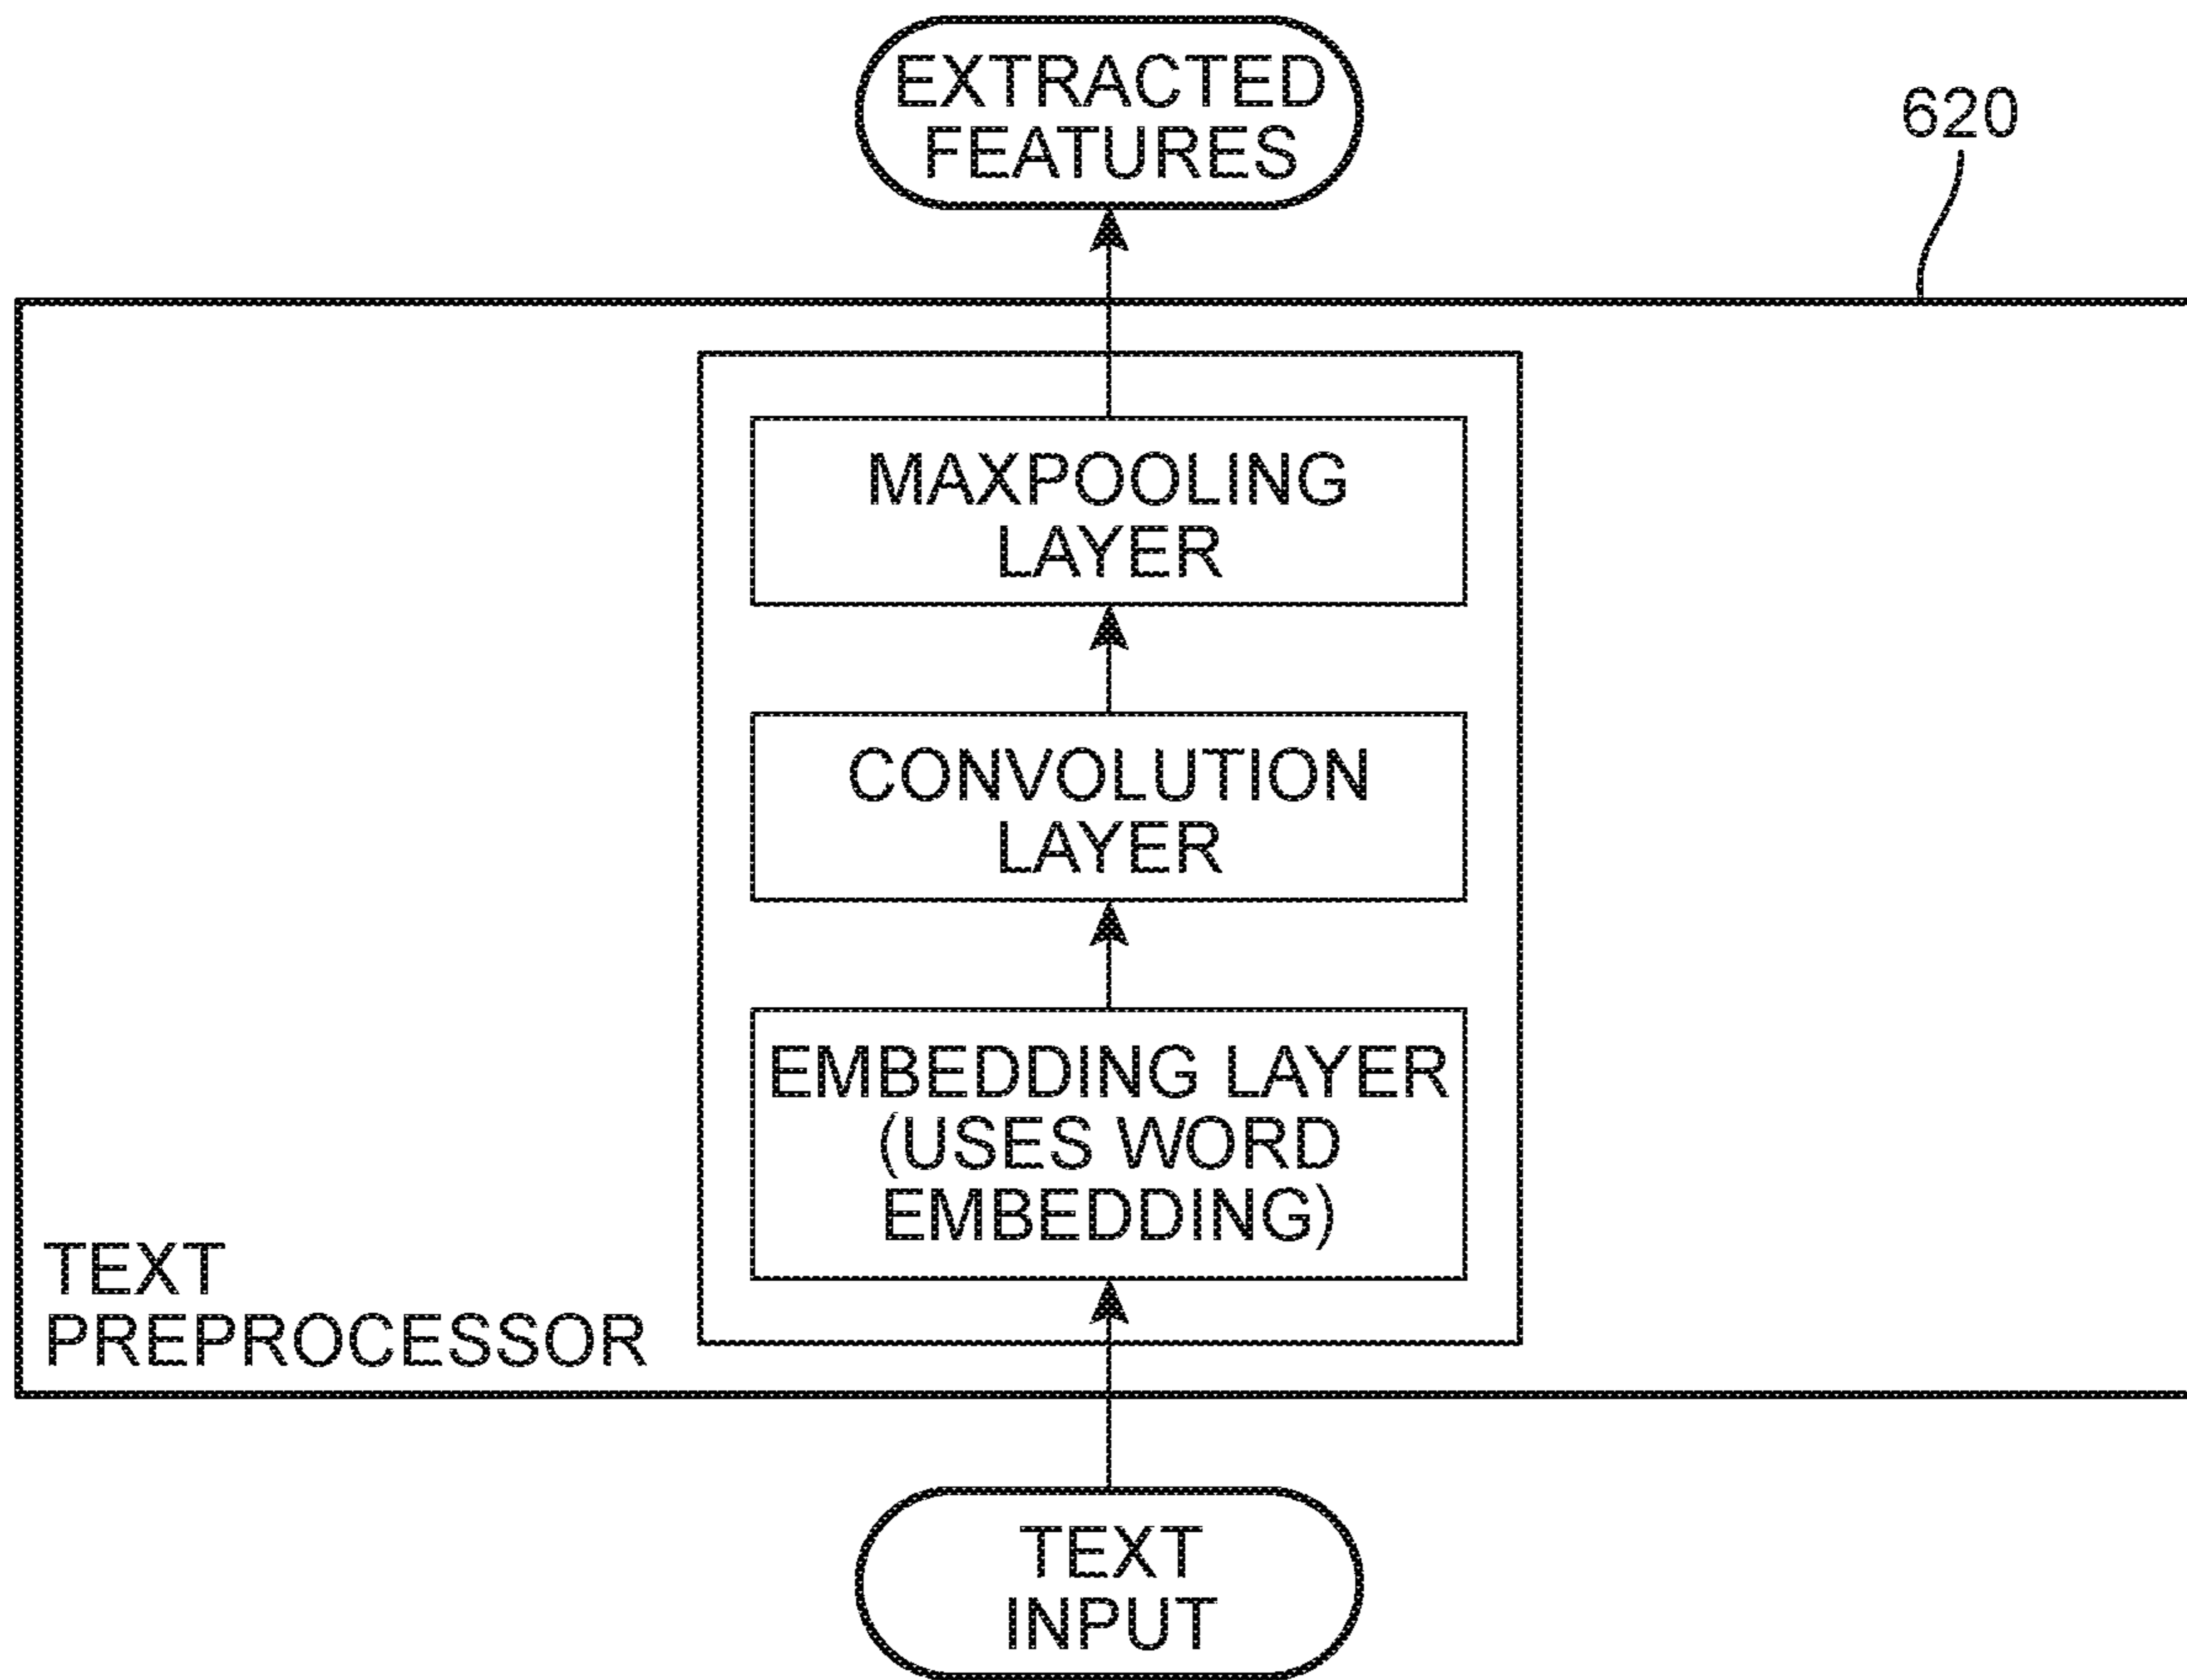 EXTRACTED
FEATURES
620
MAXPOOLING
LAYER
CONVOLUTION
LAYER
EMBEDDING LAYER
(USES WORD
EMBEDDING)
TEXT
PREPROCESSOR
TEXT
INPUT